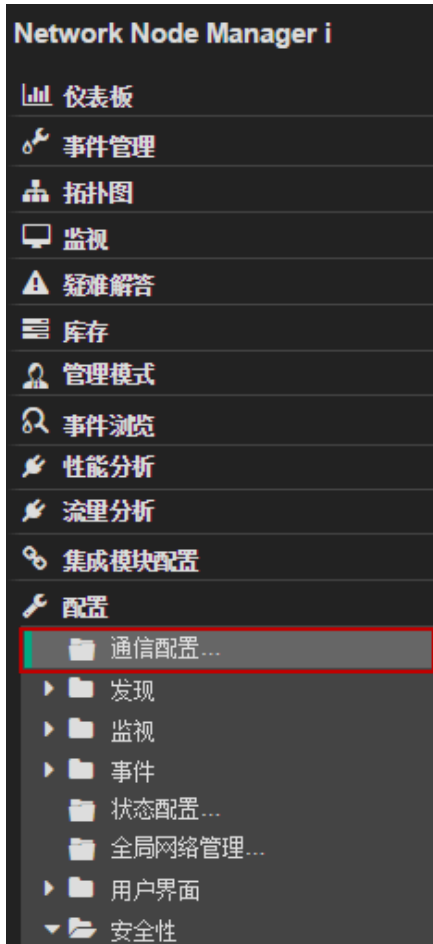 Network Node Manager i
仪表板
事件管理
拓扑图
监视
疑难解答
库存
管理模式
事件浏览
性能分析
流里分析
集成模块配置
配置
通信配置...
发现
监视
事件
状态配置...
全局网络管理...
用户界面
安全性